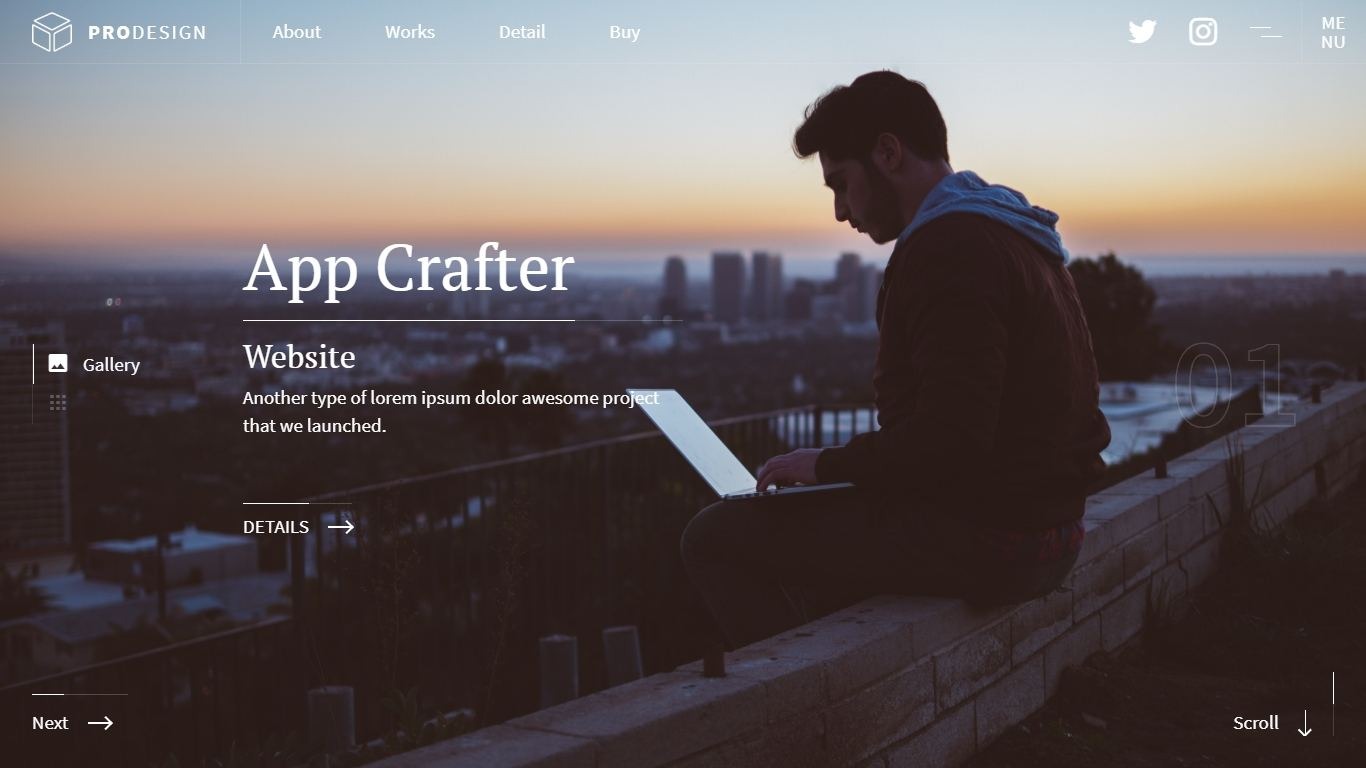 PRODESIGN
About
Works
Detail
Buy
ME
NU
App Crafter
Website
Another type of lorem ipsum dolor awesome project
that we launched.
Gallery
01
DETAILS
Next
Scroll